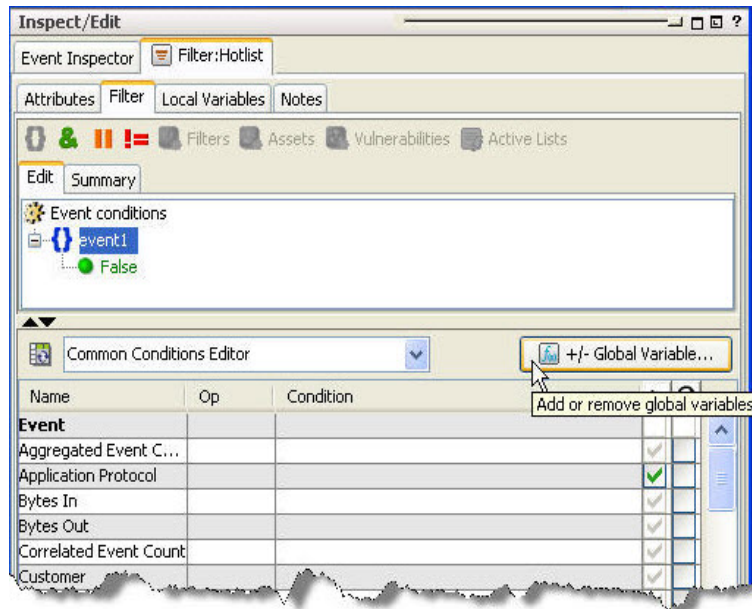 Inspect/Edit ?
Event Inspector Filter:Hotlist
Attributes Filter Local Variables Notes
{} & || != Filters Assets Vulnerabilities Active Lists
Edit Summary
Event conditions
{} event1
False
Common Conditions Editor +/- Global Variable...
Name Op Condition
Add or remove global variables
Event
Aggregated Event C...
Application Protocol
Bytes In
Bytes Out
Correlated Event Count
Customer